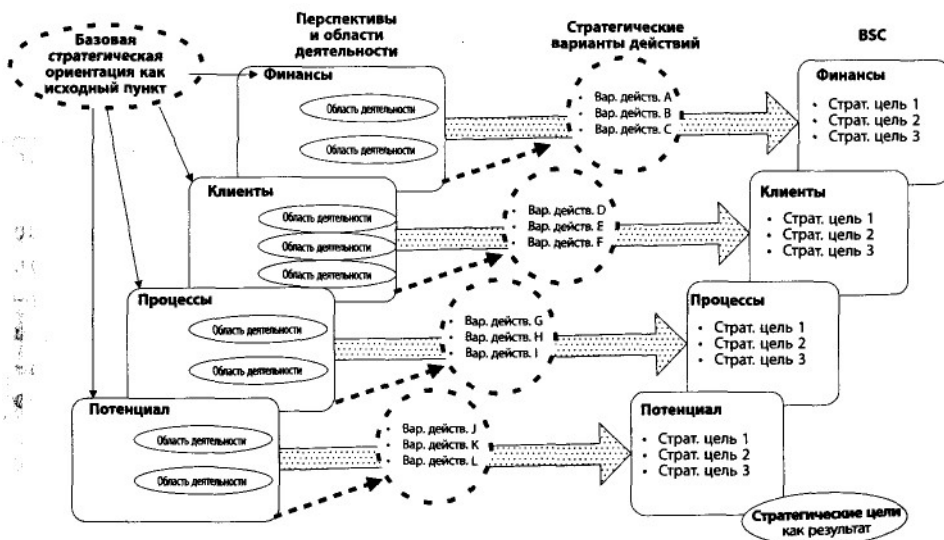 Базовая
стратегическая
ориентация как
исходный пункт
Перспективы
и области
деятельности
Стратегические
варианты действий
BSC
Финансы
Область деятельности
Область деятельности
• Вар. действ. A
• Вар. действ. B
• Вар. действ. C
Финансы
• Страт. цель 1
• Страт. цель 2
• Страт. цель 3
Клиенты
Область деятельности
Область деятельности
Область деятельности
• Вар. действ. D
• Вар. действ. E
• Вар. действ. F
Клиенты
• Страт. цель 1
• Страт. цель 2
• Страт. цель 3
Процессы
Область деятельности
Область деятельности
• Вар. действ. G
• Вар. действ. H
• Вар. действ. I
Процессы
• Страт. цель 1
• Страт. цель 2
• Страт. цель 3
Потенциал
Область деятельности
Область деятельности
• Вар. действ. J
• Вар. действ. K
• Вар. действ. L
Потенциал
• Страт. цель 1
• Страт. цель 2
• Страт. цель 3
Стратегические цели
как результат